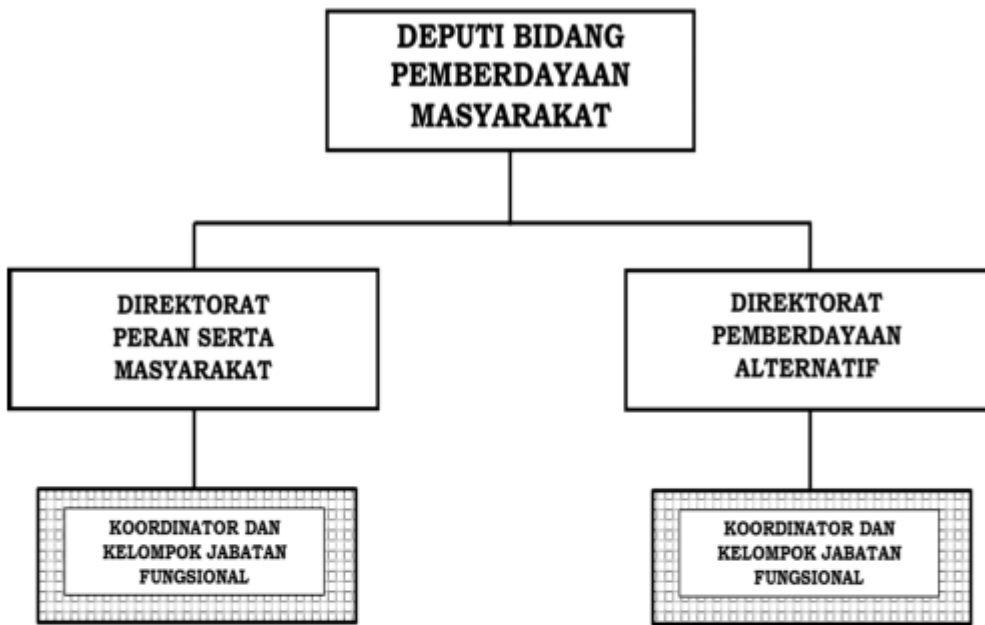 DEPUTI BIDANG
PEMBERDAYAAN
MASYARAKAT
DIREKTORAT
PERAN SERTA
MASYARAKAT
DIREKTORAT
PEMBERDAYAAN
ALTERNATIF
KOORDINATOR DAN
KELOMPOK JABATAN
FUNGSIONAL
KOORDINATOR DAN
KELOMPOK JABATAN
FUNGSIONAL